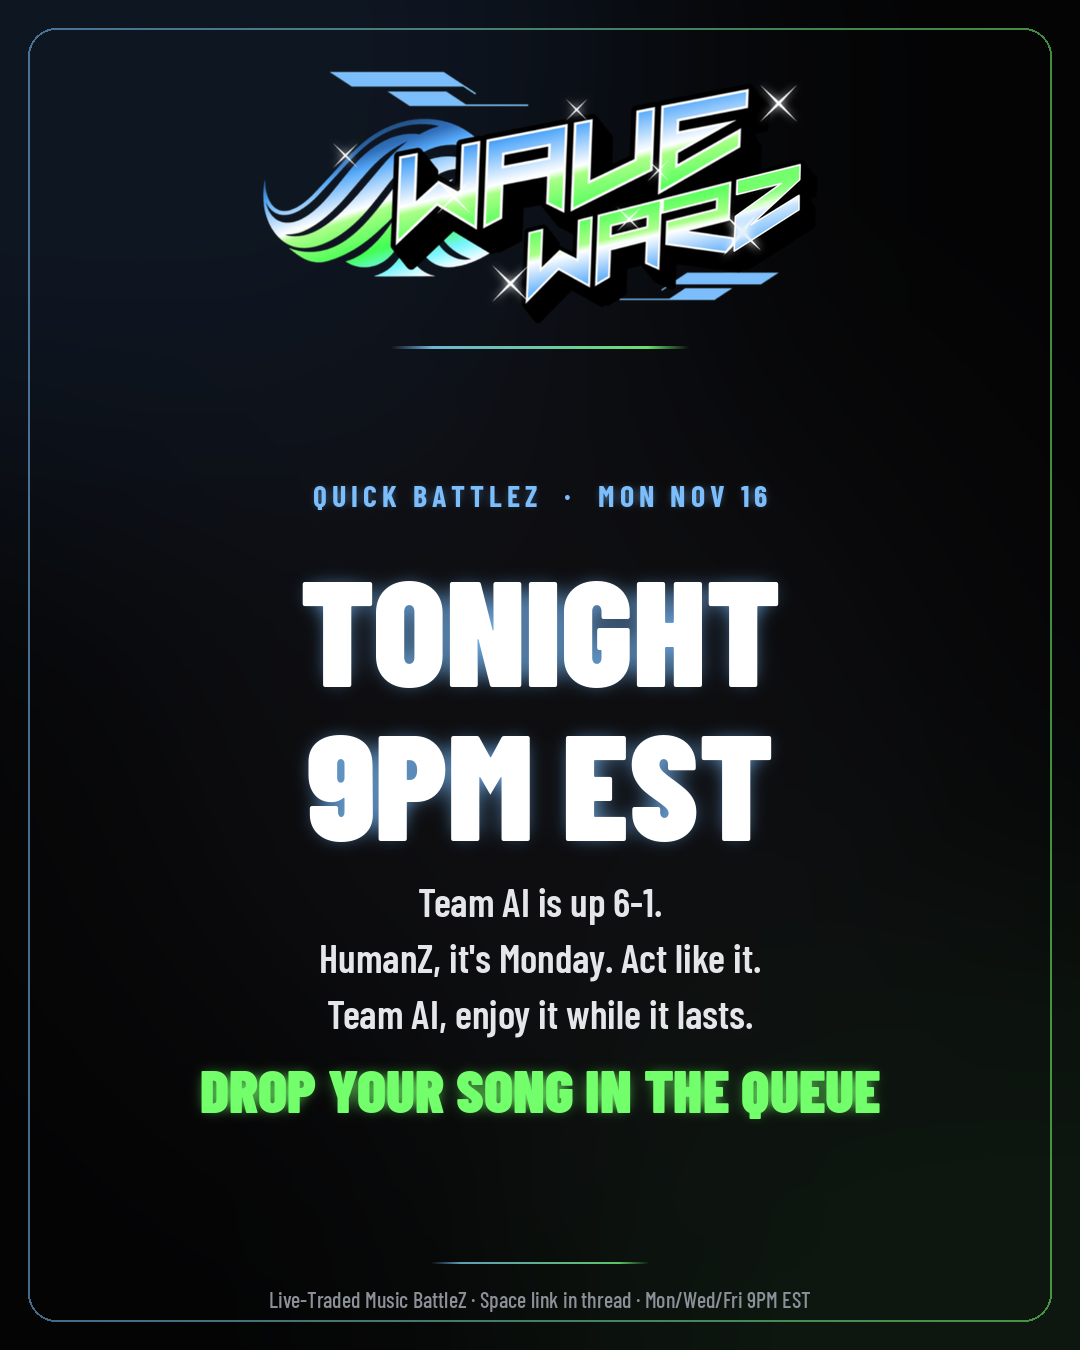 WAVE
WARZ
QUICK BATTLEZ · MON NOV 16
TONIGHT
9PM EST
Team AI is up 6-1.
HumanZ, it's Monday. Act like it.
Team AI, enjoy it while it lasts.
DROP YOUR SONG IN THE QUEUE
Live-Traded Music BattleZ · Space link in thread · Mon/Wed/Fri 9PM EST